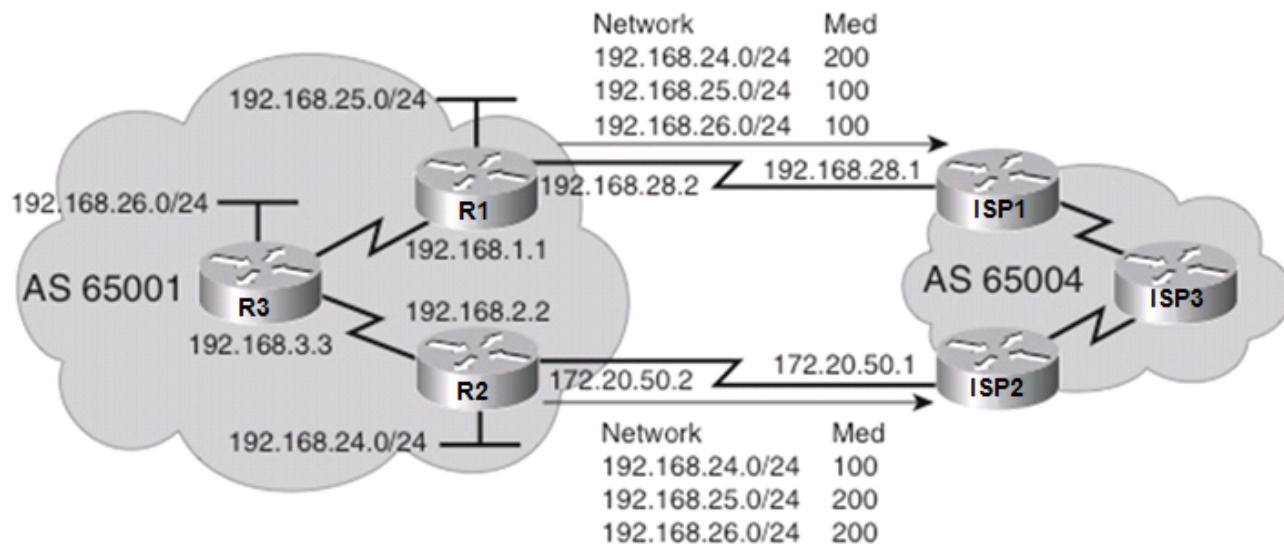 Network Med
192.168.24.0/24 200
192.168.25.0/24 100
192.168.26.0/24 100
192.168.25.0/24
192.168.28.2
192.168.28.1
ISP1
192.168.26.0/24
R1
192.168.1.1
AS 65001
R3
AS 65004
ISP3
192.168.2.2
192.168.3.3
R2
172.20.50.2
172.20.50.1
ISP2
192.168.24.0/24
Network Med
192.168.24.0/24 100
192.168.25.0/24 200
192.168.26.0/24 200